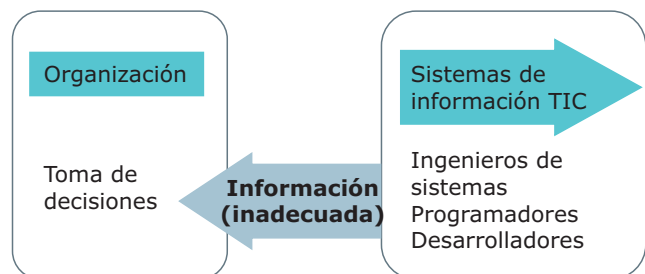 Organización
Toma de
decisiones
Información
(inadecuada)
Sistemas de
información TIC
Ingenieros de
sistemas
Programadores
Desarrolladores